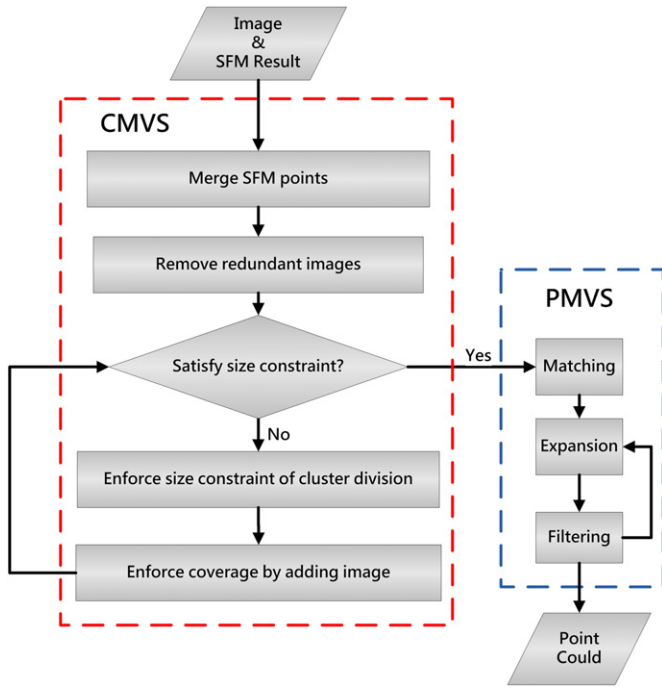 Image
&
SFM Result
CMVS
Merge SFM points
Remove redundant images
Satisfy size constraint?
Yes
No
Enforce size constraint of cluster division
Enforce coverage by adding image
PMVS
Matching
Expansion
Filtering
Point
Could